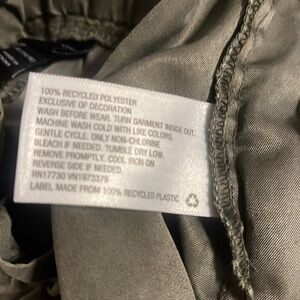 100% RECYCLED POLYESTER
EXCLUSIVE OF DECORATION
WASH BEFORE WEAR. TURN GARMENT INSIDE OUT.
MACHINE WASH COLD WITH LIKE COLORS.
GENTLE CYCLE. ONLY NON-CHLORINE
BLEACH IF NEEDED. TUMBLE DRY LOW.
REMOVE PROMPTLY. COOL IRON ON
REVERSE SIDE IF NEEDED.
RN17730 VN1973379
LABEL MADE FROM 100% RECYCLED PLASTIC